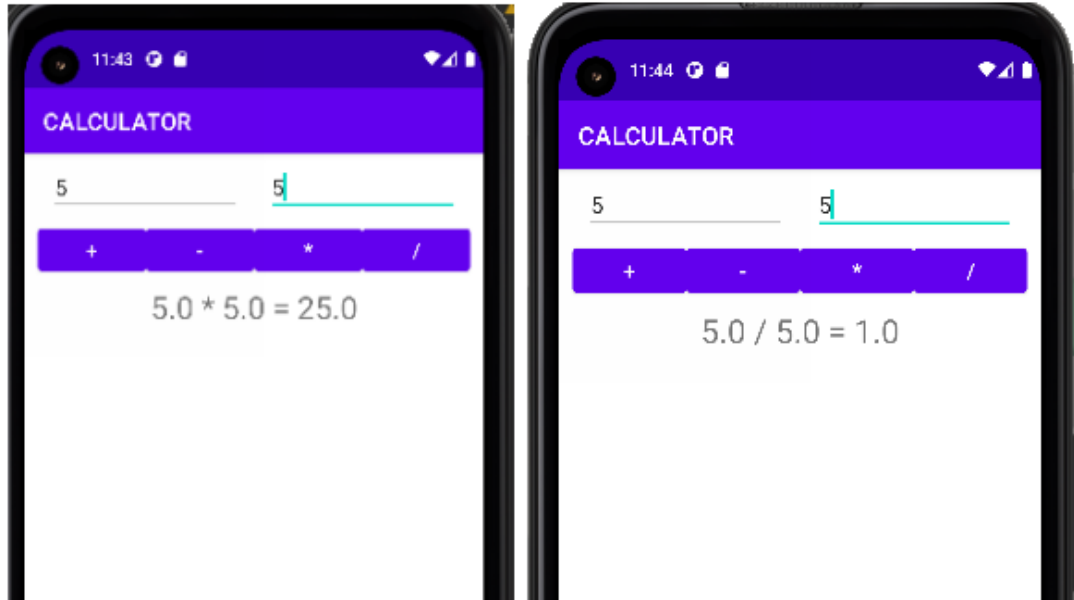 11:43
CALCULATOR
5 5
+ - * /
5.0 * 5.0 = 25.0
11:44
CALCULATOR
5 5
+ - * /
5.0 / 5.0 = 1.0